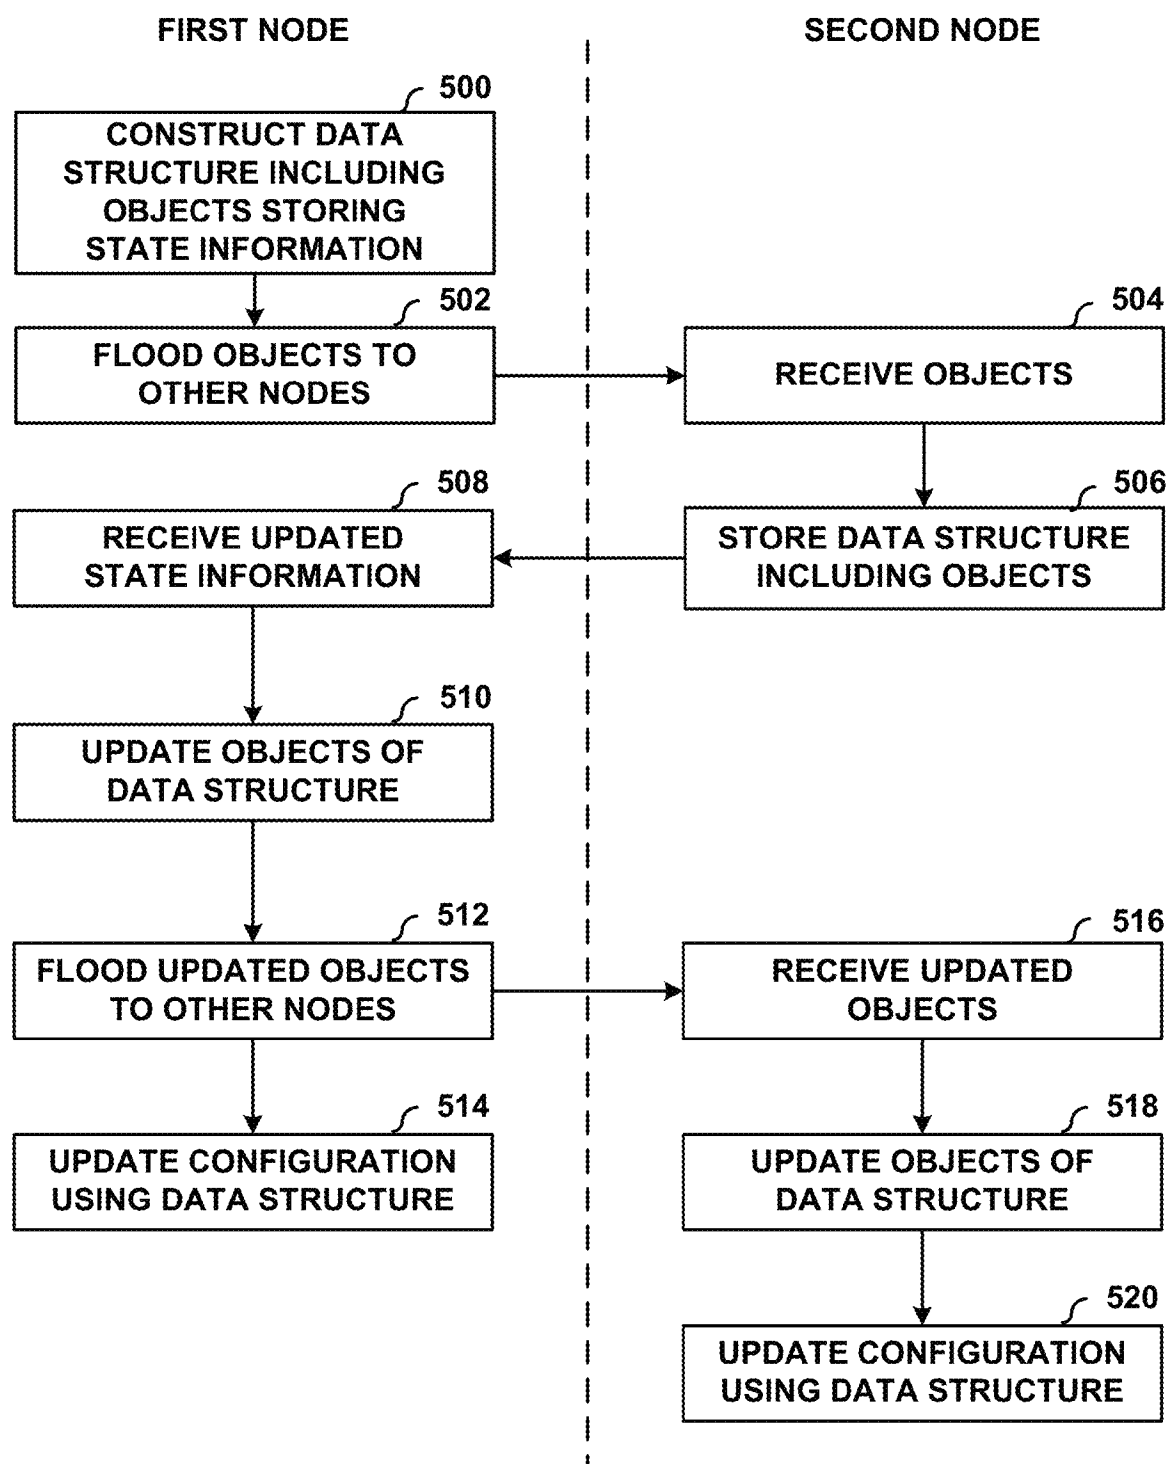 FIRST NODE
SECOND NODE
500
CONSTRUCT DATA
STRUCTURE INCLUDING
OBJECTS STORING
STATE INFORMATION
502
FLOOD OBJECTS TO
OTHER NODES
504
RECEIVE OBJECTS
506
STORE DATA STRUCTURE
INCLUDING OBJECTS
508
RECEIVE UPDATED
STATE INFORMATION
510
UPDATE OBJECTS OF
DATA STRUCTURE
512
FLOOD UPDATED OBJECTS
TO OTHER NODES
514
UPDATE CONFIGURATION
USING DATA STRUCTURE
516
RECEIVE UPDATED
OBJECTS
518
UPDATE OBJECTS OF
DATA STRUCTURE
520
UPDATE CONFIGURATION
USING DATA STRUCTURE